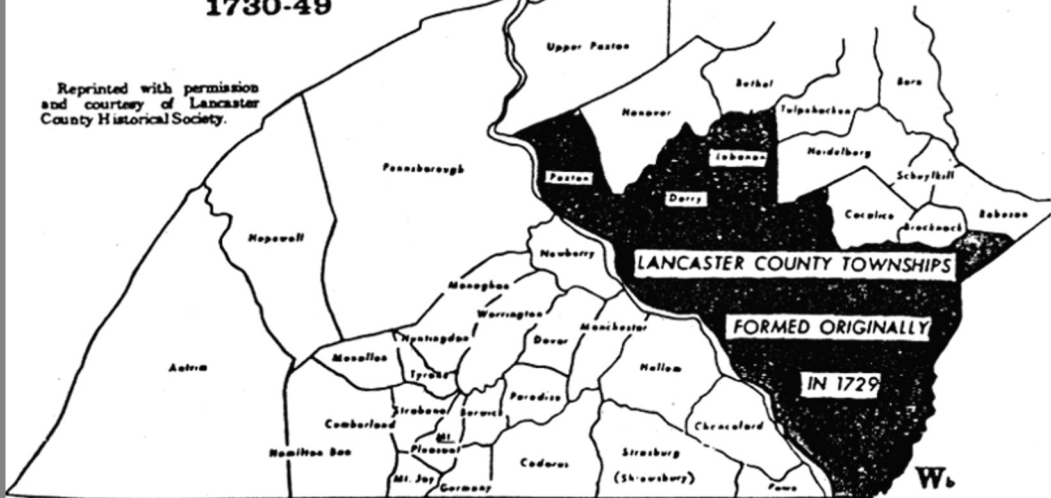 1730-49
Reprinted with permission
and courtesy of Lancaster
County Historical Society.
Upper Paxton
Bethel
Bern
Hanover
Tulpehocken
Lebanon
Heidelberg
Pennsborough
Paxton
Schuylkill
Derry
Cocalico
Robeson
Brecknock
Hopewell
Newberry
LANCASTER COUNTY TOWNSHIPS
Monaghan
Warrington
Manchester
FORMED ORIGINALLY
Huntingdon
Dover
Menallen
Antrim
Tyrone
Hellem
IN 1729
Paradise
Strabane
Berwick
Cumberland
Chanceford
Mt.
Pleasant
Hamilton Ban
Codorus
Strasburg
(Shrewsbury)
Mt. Joy
Germany
Fawn
Wb